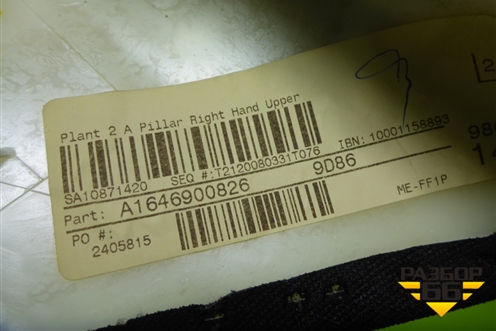 Plant 2 A Pillar Right Hand Upper
SA10871420 SEQ #:T2120080331T076 IBN: 10001158893
Part: A1646900826 9D86
PO #:
2405815
ME-FF1P
РАЗБОР
66